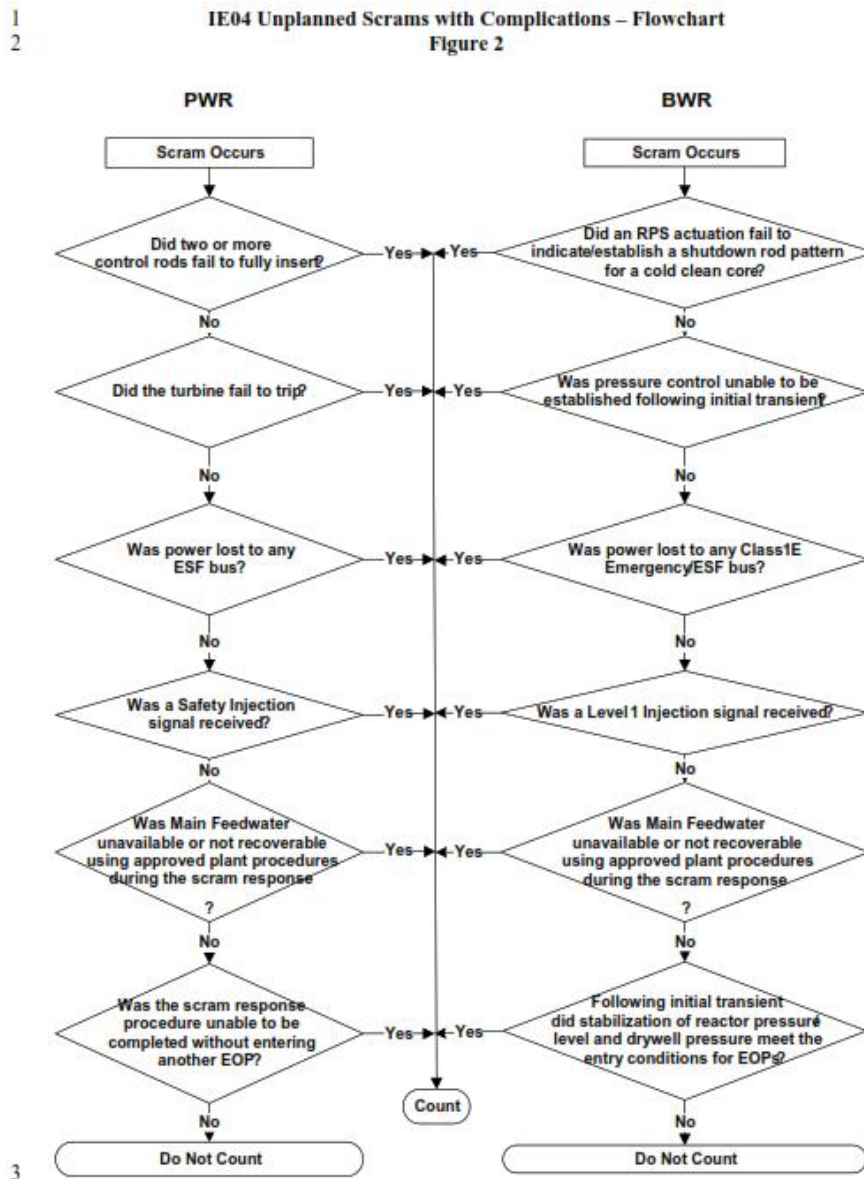 1
IE04 Unplanned Scrams with Complications – Flowchart
2
Figure 2
PWR
Scram Occurs
Did two or more
control rods fail to fully insert?
Yes
No
Did the turbine fail to trip?
Yes
No
Was power lost to any
ESF bus?
Yes
No
Was a Safety Injection
signal received?
Yes
No
Was Main Feedwater
unavailable or not recoverable
using approved plant procedures
during the scram response
?
Yes
No
Was the scram response
procedure unable to be
completed without entering
another EOP?
Yes
No
Do Not Count
Count
BWR
Scram Occurs
Did an RPS actuation fail to
indicate/establish a shutdown rod pattern
for a cold clean core?
Yes
No
Was pressure control unable to be
established following initial transient?
Yes
No
Was power lost to any Class1E
Emergency/ESF bus?
Yes
No
Was a Level 1 Injection signal received?
Yes
No
Was Main Feedwater
unavailable or not recoverable
using approved plant procedures
during the scram response
?
Yes
No
Following initial transient
did stabilization of reactor pressure/
level and drywell pressure meet the
entry conditions for EOPs?
Yes
No
Do Not Count
3